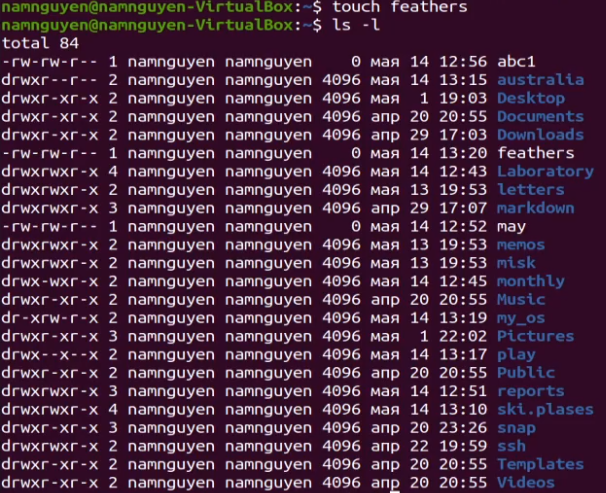 namnguyen@namnguyen-VirtualBox:~$ touch feathers
namnguyen@namnguyen-VirtualBox:~$ ls -l
total 84
-rw-rw-r-- 1 namnguyen namnguyen    0 мая 14 12:56 abc1
drwxr--r-- 2 namnguyen namnguyen 4096 мая 14 13:15 australia
drwxr-xr-x 2 namnguyen namnguyen 4096 мая  1 19:03 Desktop
drwxr-xr-x 2 namnguyen namnguyen 4096 апр 20 20:55 Documents
drwxr-xr-x 2 namnguyen namnguyen 4096 апр 29 17:03 Downloads
-rw-rw-r-- 1 namnguyen namnguyen    0 мая 14 13:20 feathers
drwxrwxr-x 4 namnguyen namnguyen 4096 мая 14 12:43 Laboratory
drwxrwxr-x 2 namnguyen namnguyen 4096 мая 13 19:53 letters
drwxrwxr-x 3 namnguyen namnguyen 4096 апр 29 17:07 markdown
-rw-rw-r-- 1 namnguyen namnguyen    0 мая 14 12:52 may
drwxrwxr-x 2 namnguyen namnguyen 4096 мая 13 19:53 memos
drwxrwxr-x 2 namnguyen namnguyen 4096 мая 13 19:53 misk
drwx-wxr-x 2 namnguyen namnguyen 4096 мая 14 12:45 monthly
drwxr-xr-x 2 namnguyen namnguyen 4096 апр 20 20:55 Music
dr-xrw-r-x 2 namnguyen namnguyen 4096 мая 14 13:19 my_os
drwxr-xr-x 3 namnguyen namnguyen 4096 мая  1 22:02 Pictures
drwx--x--x 2 namnguyen namnguyen 4096 мая 14 13:17 play
drwxr-xr-x 2 namnguyen namnguyen 4096 апр 20 20:55 Public
drwxrwxr-x 3 namnguyen namnguyen 4096 мая 14 12:51 reports
drwxrwxr-x 4 namnguyen namnguyen 4096 мая 14 13:10 ski.plases
drwxr-xr-x 3 namnguyen namnguyen 4096 апр 20 23:26 snap
drwxrwxr-x 2 namnguyen namnguyen 4096 апр 22 19:59 ssh
drwxr-xr-x 2 namnguyen namnguyen 4096 апр 20 20:55 Templates
drwxr-xr-x 2 namnguyen namnguyen 4096 апр 20 20:55 Videos